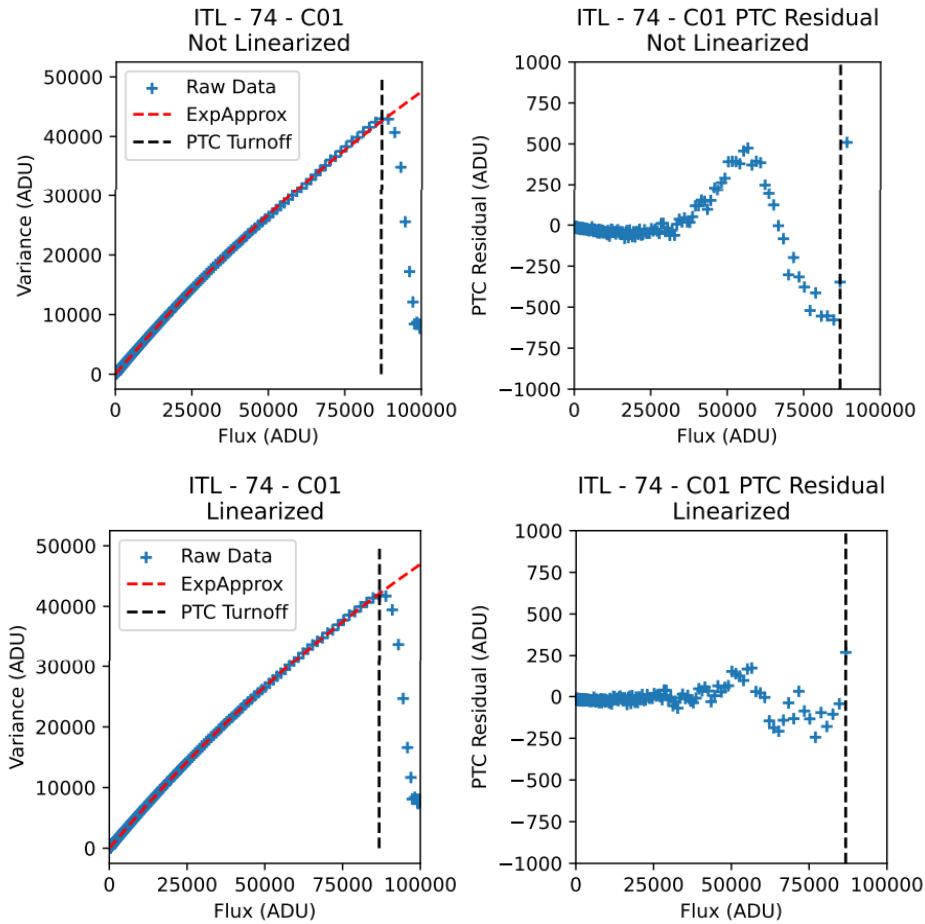 ITL - 74 - C01
Not Linearized
50000
40000
30000
20000
10000
0
Variance (ADU)
Raw Data
ExpApprox
PTC Turnoff
0
25000
50000
75000
100000
Flux (ADU)
ITL - 74 - C01 PTC Residual
Not Linearized
1000
750
500
250
0
−250
−500
−750
−1000
PTC Residual (ADU)
0
25000
50000
75000
100000
Flux (ADU)
ITL - 74 - C01
Linearized
50000
40000
30000
20000
10000
0
Variance (ADU)
Raw Data
ExpApprox
PTC Turnoff
0
25000
50000
75000
100000
Flux (ADU)
ITL - 74 - C01 PTC Residual
Linearized
1000
750
500
250
0
−250
−500
−750
−1000
PTC Residual (ADU)
0
25000
50000
75000
100000
Flux (ADU)